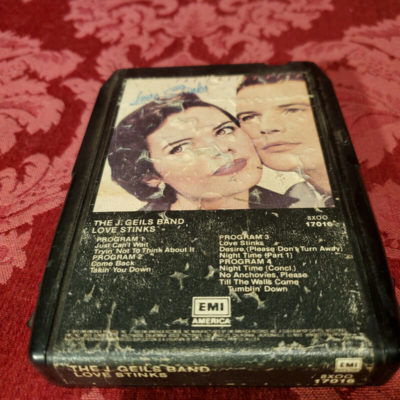 Love Stinks
THE J. GEILS BAND
LOVE STINKS
8XOO
17016
PROGRAM 1
Just Can't Wait
Tryin' Not To Think About It
PROGRAM 2
Come Back
Takin' You Down
PROGRAM 3
Love Stinks
Desire (Please Don't Turn Away)
Night Time (Part 1)
PROGRAM 4
Night Time (Concl.)
No Anchovies, Please
Till The Walls Come
Tumblin' Down
EMI
AMERICA
THE J. GEILS BAND
LOVE STINKS
EMI
8XOO
17016